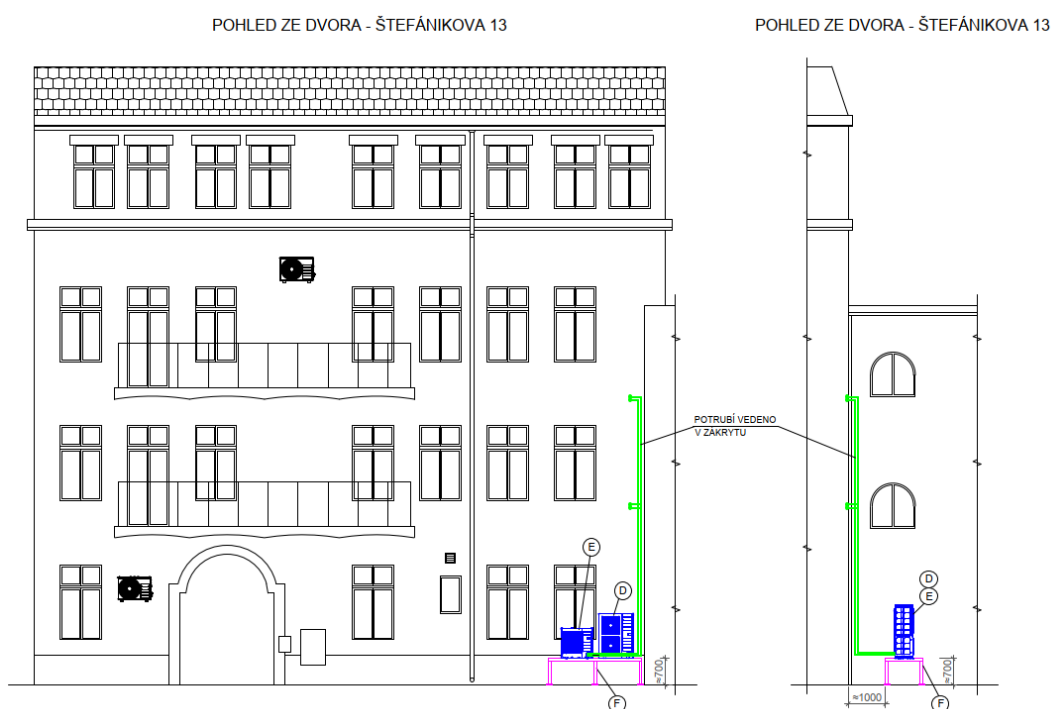 POHLED ZE DVORA - ŠTEFÁNIKOVA 13
POHLED ZE DVORA - ŠTEFÁNIKOVA 13
POTRUBÍ VEDENO
V ZÁKRYTU
E
D
D
E
≈700
≈1000
≈700
F
F